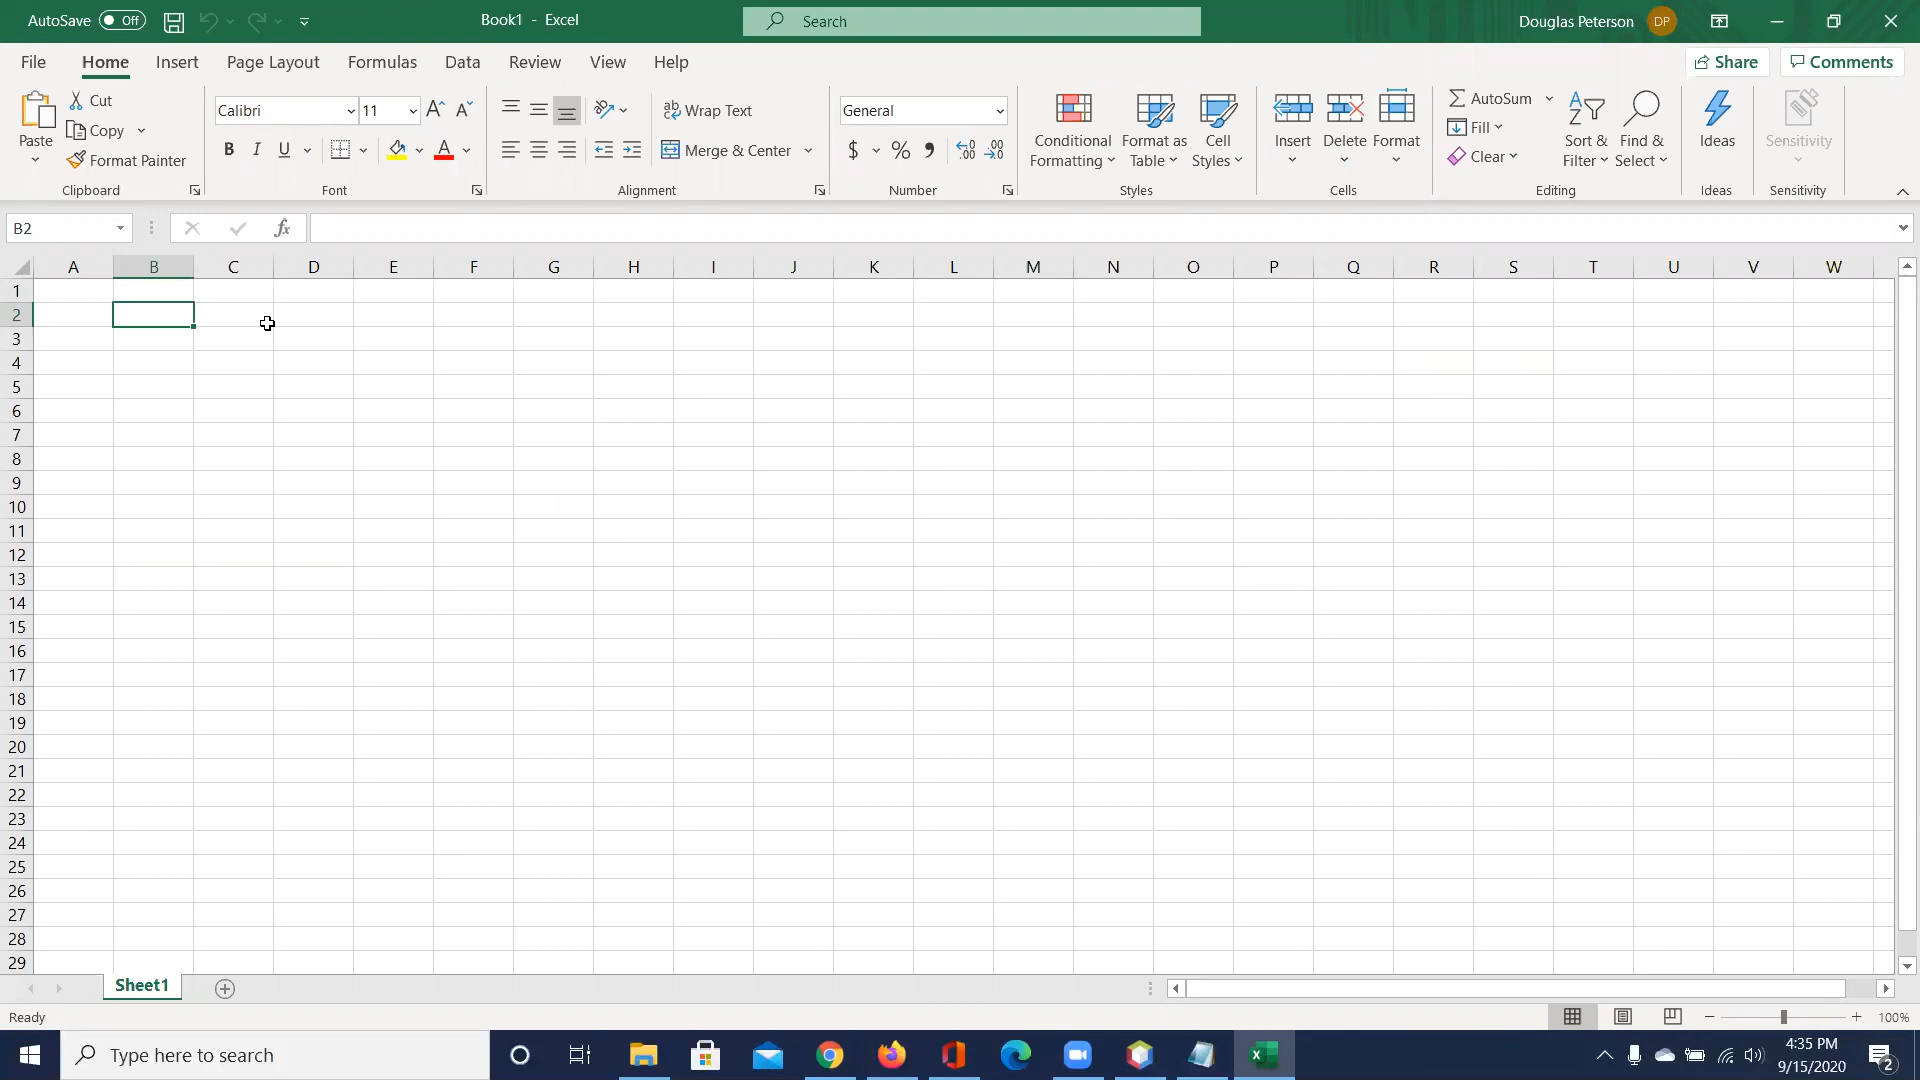 AutoSave Off Book1 - Excel Search Douglas Peterson DP
File Home Insert Page Layout Formulas Data Review View Help Share Comments
Paste
Cut
Copy
Format Painter
Clipboard
Calibri 11
B I U
Font
Wrap Text
Merge & Center
Alignment
General
$ % 9
Number
Conditional
Formatting
Format as
Table
Cell
Styles
Styles
Insert
Delete
Format
Cells
AutoSum
Fill
Clear
Sort &
Filter
Find &
Select
Editing
Ideas
Ideas
Sensitivity
Sensitivity
B2 fx
A B C D E F G H I J K L M N O P Q R S T U V W
1
2
3
4
5
6
7
8
9
10
11
12
13
14
15
16
17
18
19
20
21
22
23
24
25
26
27
28
29
Sheet1
Ready 100%
Type here to search
4:35 PM
9/15/2020
2